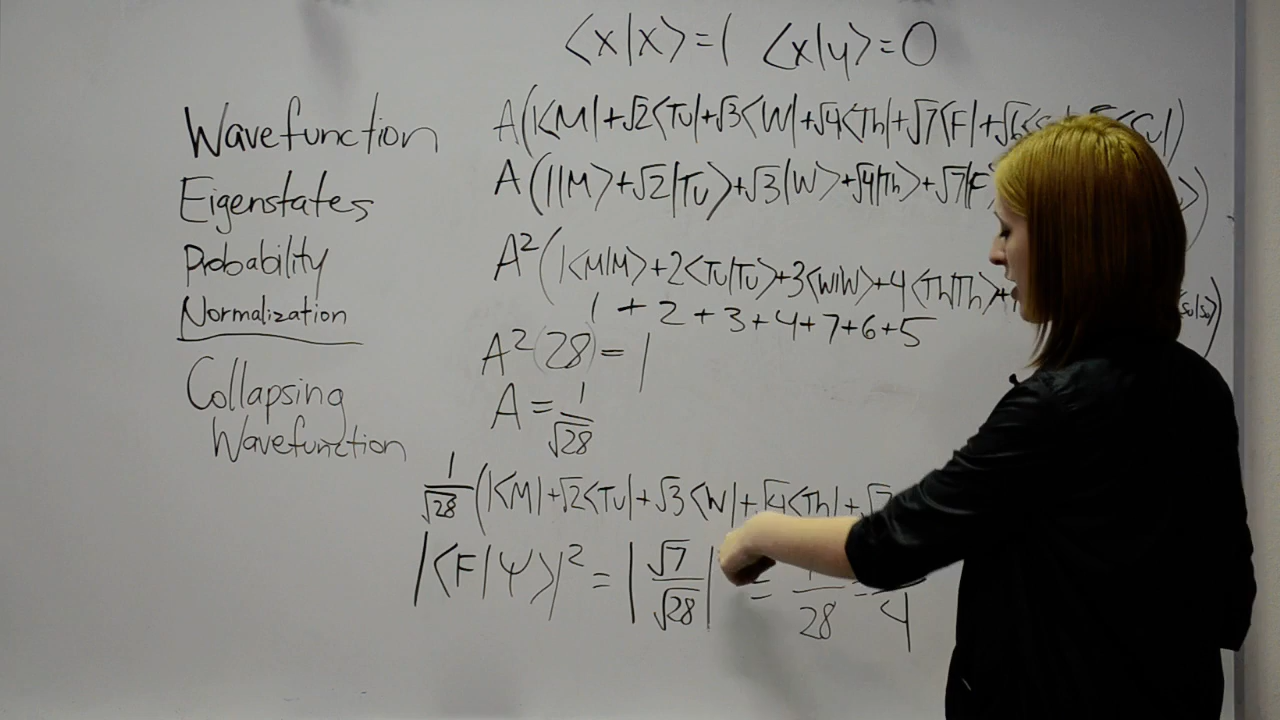 ⟨x|x⟩=1 ⟨x|y⟩=0
Wavefunction
Eigenstates
Probability
Normalization
Collapsing
Wavefunction
A(1⟨M|+√2⟨Tu|+√3⟨W|+√4⟨Th|+√7⟨F|+√6⟨S
A(1|M⟩+√2|Tu⟩+√3|W⟩+√4|Th⟩+√7|F
A²(1⟨M|M⟩+2⟨Tu|Tu⟩+3⟨W|W⟩+4⟨Th|Th⟩+ ⟨Su|Su⟩)
1+2+3+4+7+6+5
A²(28)=1
A=1/√28
1/√28(1⟨M|+√2⟨Tu|+√3⟨W|+√4⟨Th|+√7
|⟨F|Ψ⟩|²=|√7/√28| = /28 = /4